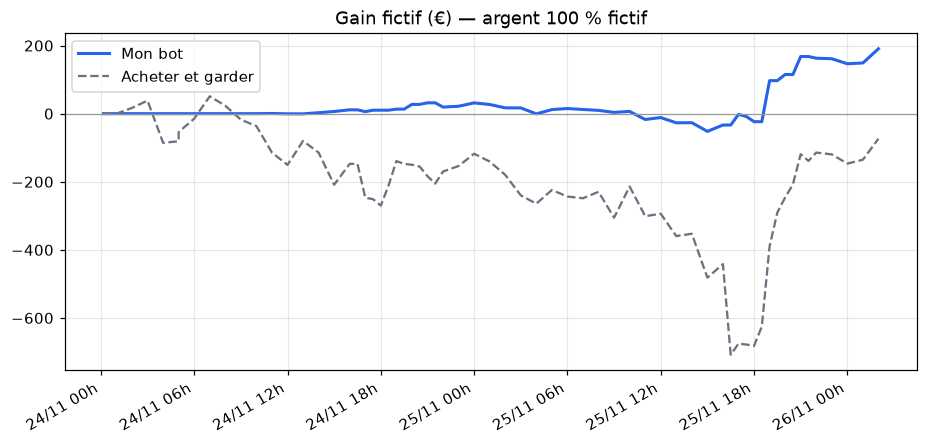 Gain fictif (€) — argent 100 % fictif
Mon bot
Acheter et garder
200
0
−200
−400
−600
24/11 00h
24/11 06h
24/11 12h
24/11 18h
25/11 00h
25/11 06h
25/11 12h
25/11 18h
26/11 00h